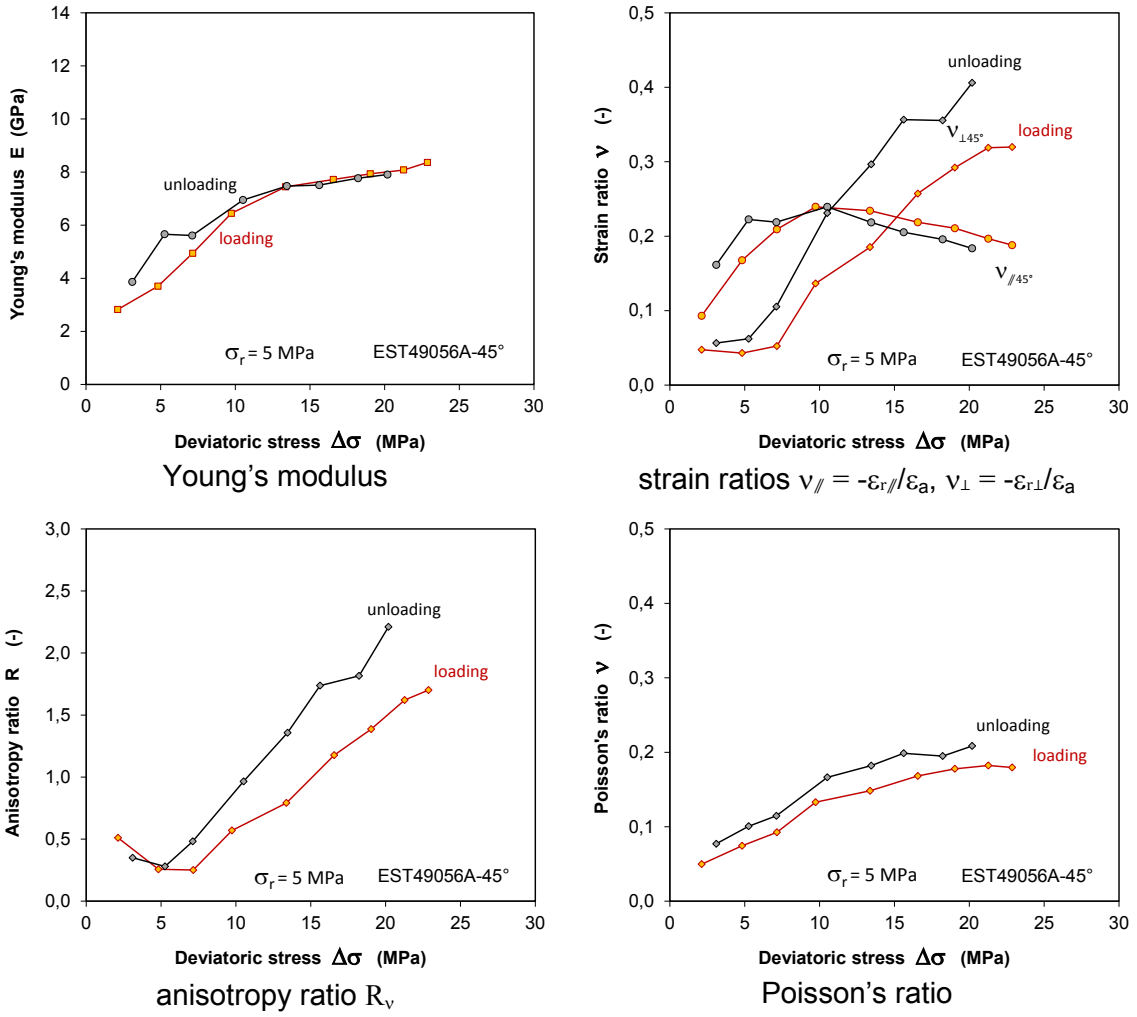 Young's modulus E (GPa)
14
12
10
8
6
4
2
0
unloading
loading
σr = 5 MPa EST49056A-45°
0 5 10 15 20 25 30
Deviatoric stress Δσ (MPa)
Young's modulus
Strain ratio ν (-)
0,5
0,4
0,3
0,2
0,1
0,0
unloading
ν⊥45°
loading
ν//45°
σr = 5 MPa EST49056A-45°
0 5 10 15 20 25 30
Deviatoric stress Δσ (MPa)
strain ratios ν// = -εr///εa, ν⊥ = -εr⊥/εa
Anisotropy ratio R (-)
3,0
2,5
2,0
1,5
1,0
0,5
0,0
unloading
loading
σr = 5 MPa EST49056A-45°
0 5 10 15 20 25 30
Deviatoric stress Δσ (MPa)
anisotropy ratio Rν
Poisson's ratio ν (-)
0,5
0,4
0,3
0,2
0,1
0,0
unloading
loading
σr = 5 MPa EST49056A-45°
0 5 10 15 20 25 30
Deviatoric stress Δσ (MPa)
Poisson's ratio